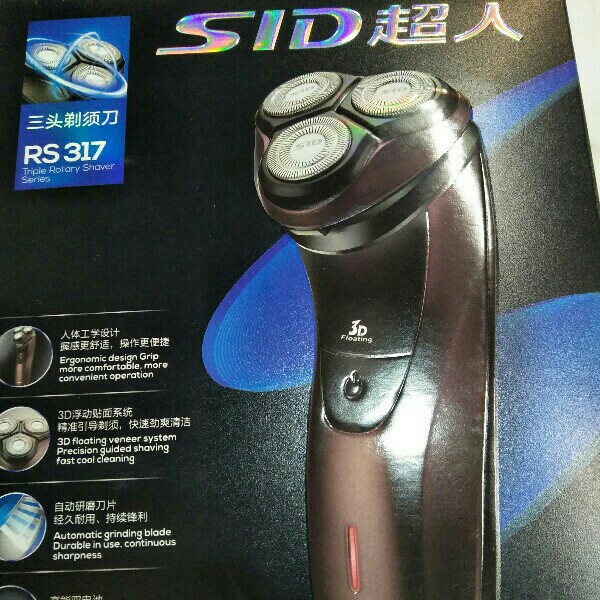 SID超人
三头剃须刀
RS 317
Triple Rotary Shaver
Series
SID
SID
3D
Floating
人体工学设计
握感更舒适，操作更便捷
Ergonomic design Grip
more comfortable, more
convenient operation
3D浮动贴面系统
精准引导剃须，快速劲爽清洁
3D floating veneer system
Precision guided shaving
fast cool cleaning
自动研磨刀片
经久耐用、持续锋利
Automatic grinding blade
Durable in use, continuous
sharpness